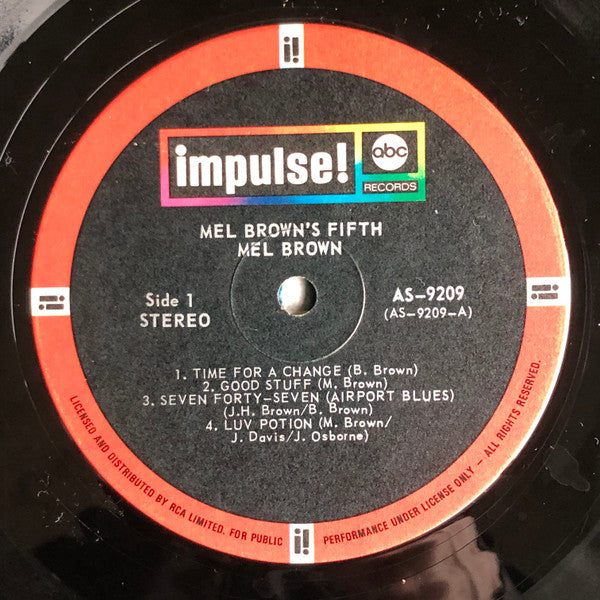 i!
impulse!
abc
RECORDS
MEL BROWN'S FIFTH
MEL BROWN
Side 1
STEREO
AS–9209
(AS–9209–A)
1. TIME FOR A CHANGE (B. Brown)
2. GOOD STUFF (M. Brown)
3. SEVEN FORTY–SEVEN (AIRPORT BLUES)
(J.H. Brown/B. Brown)
4. LUV POTION (M. Brown/
J. Davis/J. Osborne)
i!
i!
LICENSED AND DISTRIBUTED BY RCA LIMITED. FOR PUBLIC PERFORMANCE UNDER LICENSE ONLY – ALL RIGHTS RESERVED.
i!